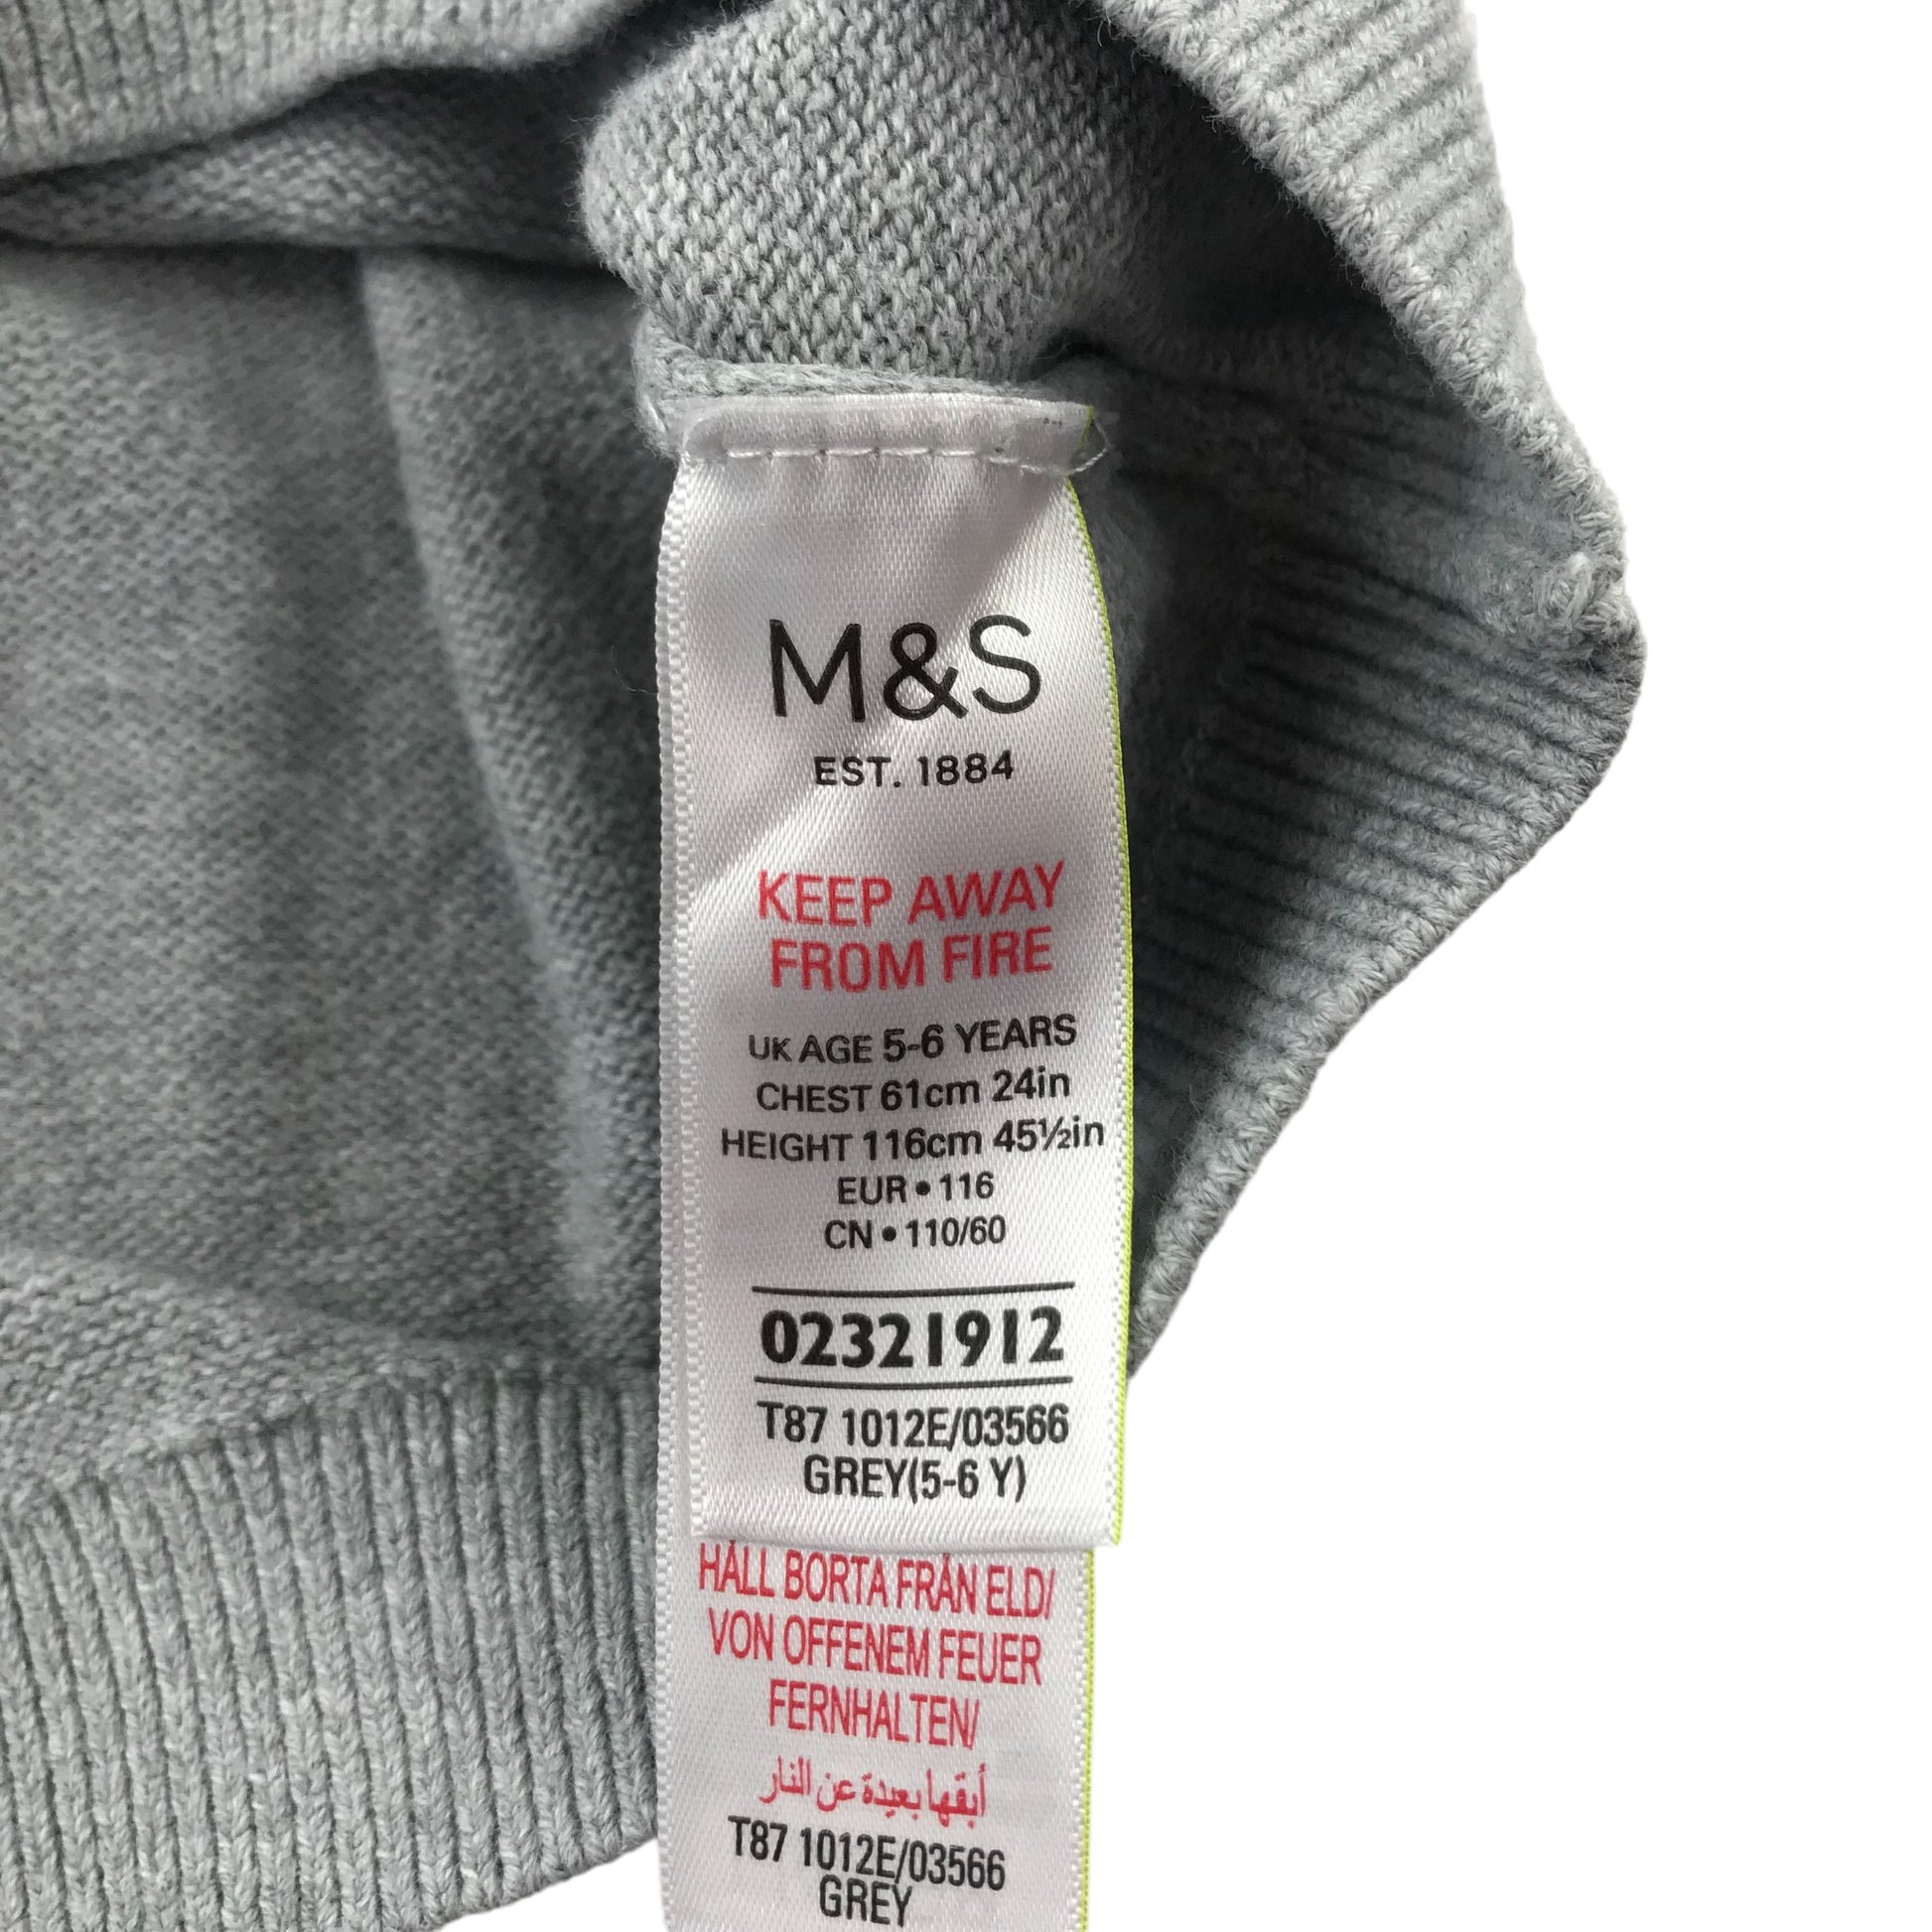 M&S
EST. 1884
KEEP AWAY
FROM FIRE
UK AGE 5-6 YEARS
CHEST 61cm 24in
HEIGHT 116cm 45½in
EUR • 116
CN • 110/60
02321912
T87 1012E/03566
GREY(5-6 Y)
HÅLL BORTA FRÅN ELD/
VON OFFENEM FEUER
FERNHALTEN/
أبقها بعيدة عن النار
T87 1012E/03566
GREY